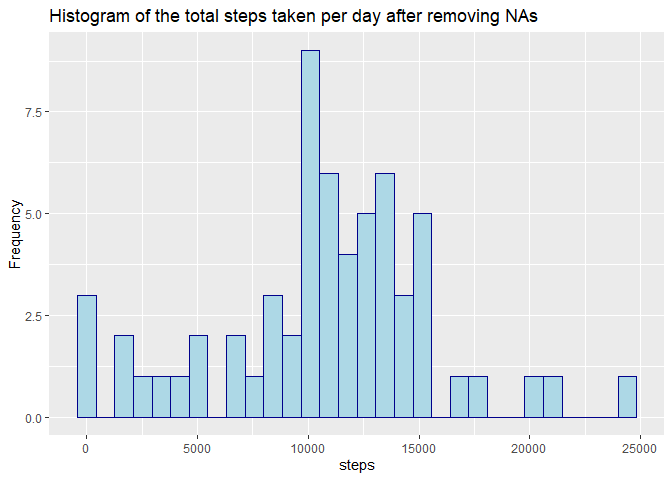 Histogram of the total steps taken per day after removing NAs
Frequency
7.5
5.0
2.5
0.0
0 5000 10000 15000 20000 25000
steps